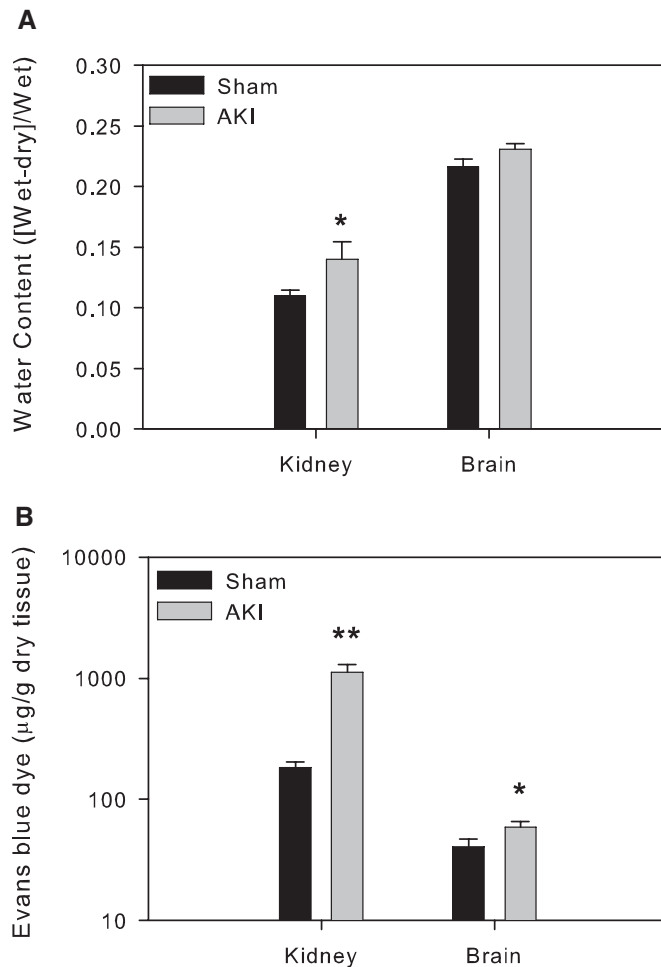 A
Water Content ([Wet-dry]/Wet)
0.30
0.25
0.20
0.15
0.10
0.05
0.00
Sham
AKI
*
Kidney
Brain
B
Evans blue dye (μg/g dry tissue)
10000
1000
100
10
Sham
AKI
**
*
Kidney
Brain